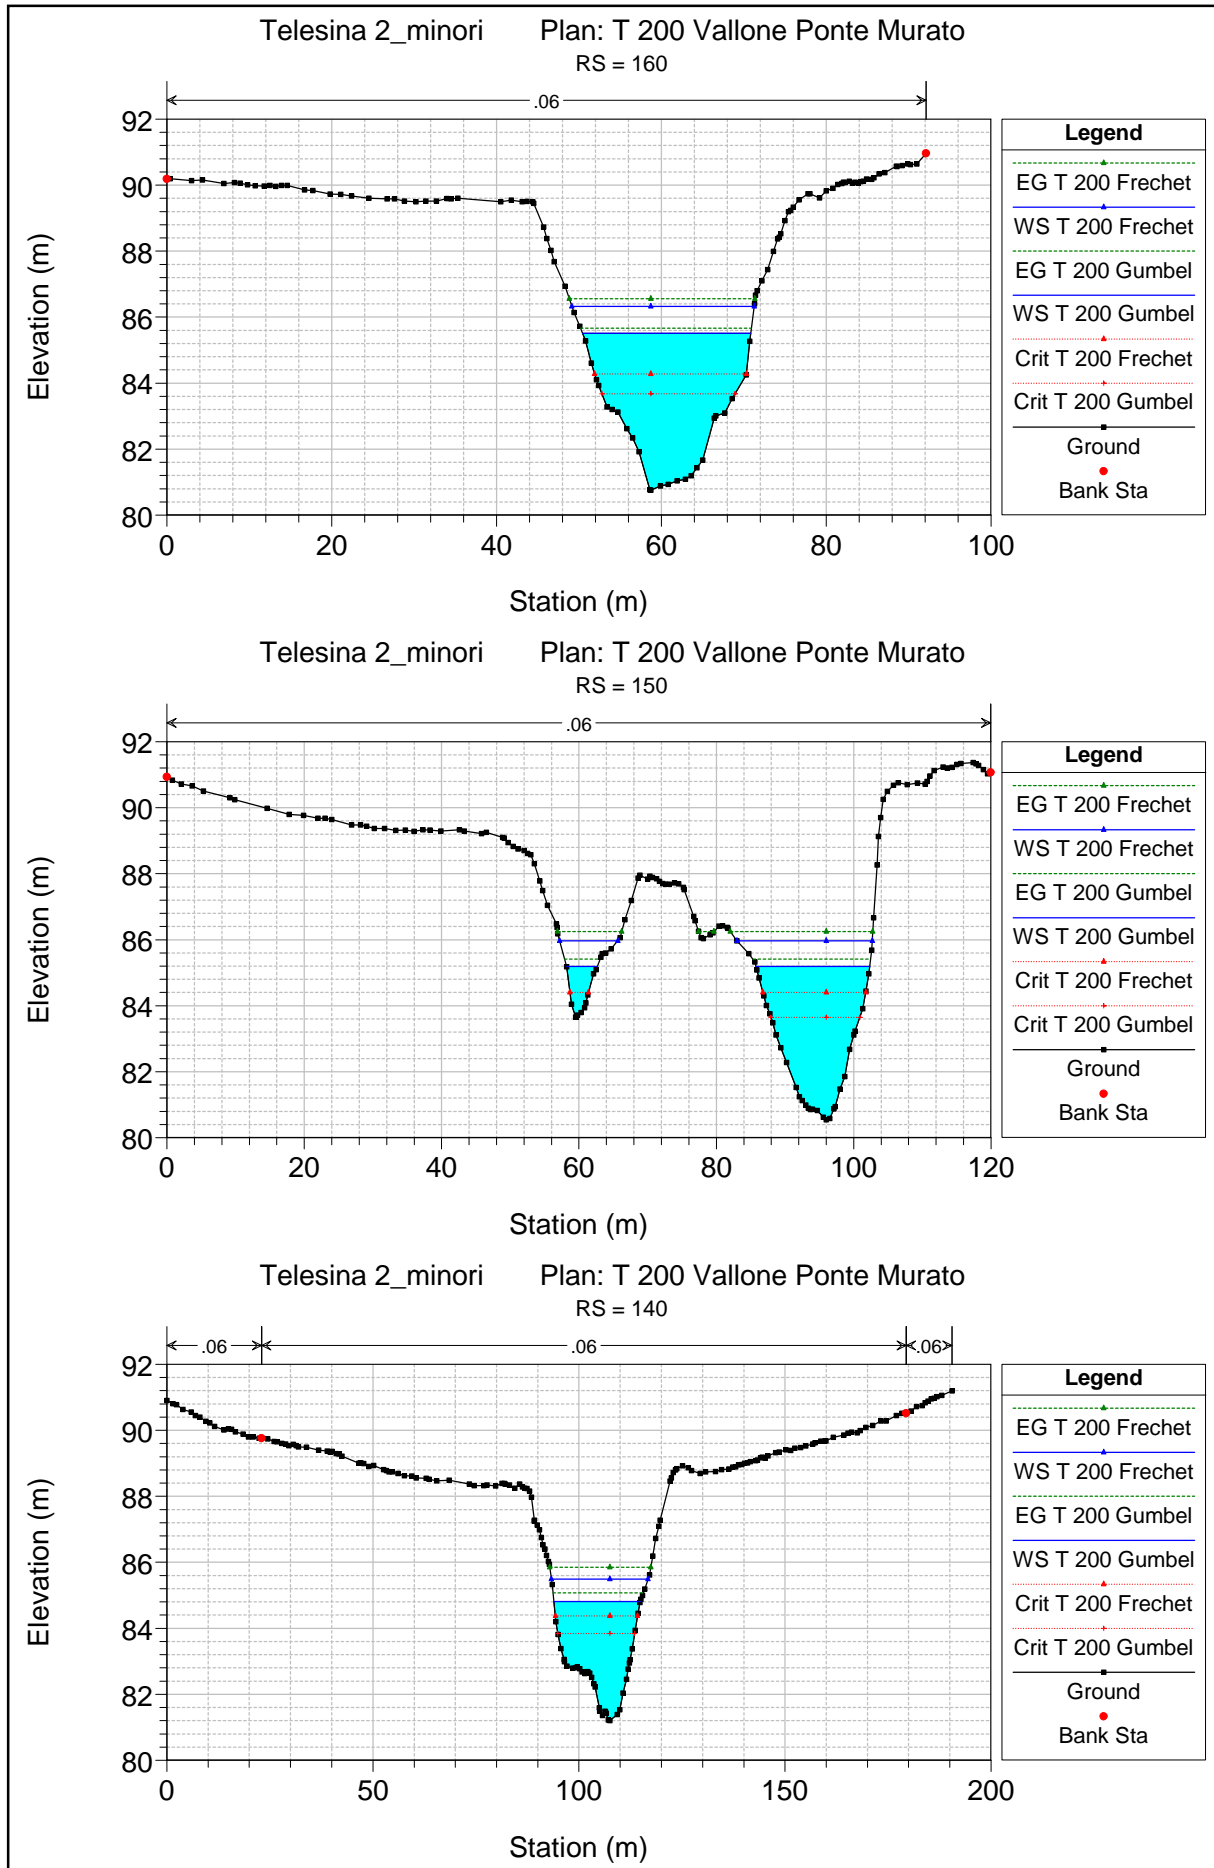 Telesina 2_minori Plan: T 200 Vallone Ponte Murato
RS = 160
.06
Elevation (m)
92
90
88
86
84
82
80
0 20 40 60 80 100
Station (m)
Legend
EG T 200 Frechet
WS T 200 Frechet
EG T 200 Gumbel
WS T 200 Gumbel
Crit T 200 Frechet
Crit T 200 Gumbel
Ground
Bank Sta
Telesina 2_minori Plan: T 200 Vallone Ponte Murato
RS = 150
.06
Elevation (m)
92
90
88
86
84
82
80
0 20 40 60 80 100 120
Station (m)
Legend
EG T 200 Frechet
WS T 200 Frechet
EG T 200 Gumbel
WS T 200 Gumbel
Crit T 200 Frechet
Crit T 200 Gumbel
Ground
Bank Sta
Telesina 2_minori Plan: T 200 Vallone Ponte Murato
RS = 140
.06 .06 .06
Elevation (m)
92
90
88
86
84
82
80
0 50 100 150 200
Station (m)
Legend
EG T 200 Frechet
WS T 200 Frechet
EG T 200 Gumbel
WS T 200 Gumbel
Crit T 200 Frechet
Crit T 200 Gumbel
Ground
Bank Sta